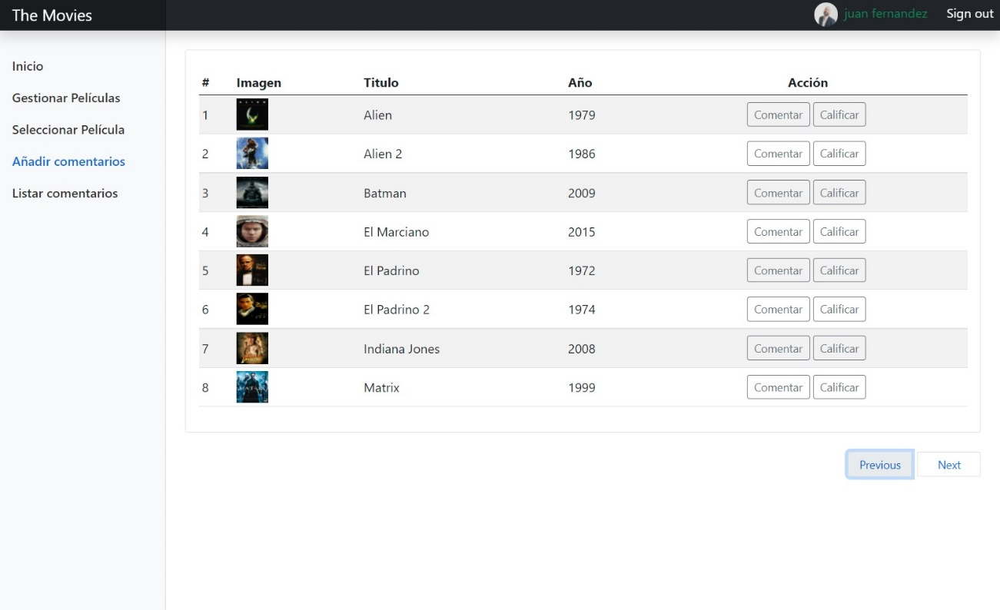 The Movies
juan fernandez Sign out
Inicio
Gestionar Películas
Seleccionar Película
Añadir comentarios
Listar comentarios
# Imagen Titulo Año Acción
1 Alien 1979 Comentar Calificar
2 Alien 2 1986 Comentar Calificar
3 Batman 2009 Comentar Calificar
4 El Marciano 2015 Comentar Calificar
5 El Padrino 1972 Comentar Calificar
6 El Padrino 2 1974 Comentar Calificar
7 Indiana Jones 2008 Comentar Calificar
8 Matrix 1999 Comentar Calificar
Previous Next